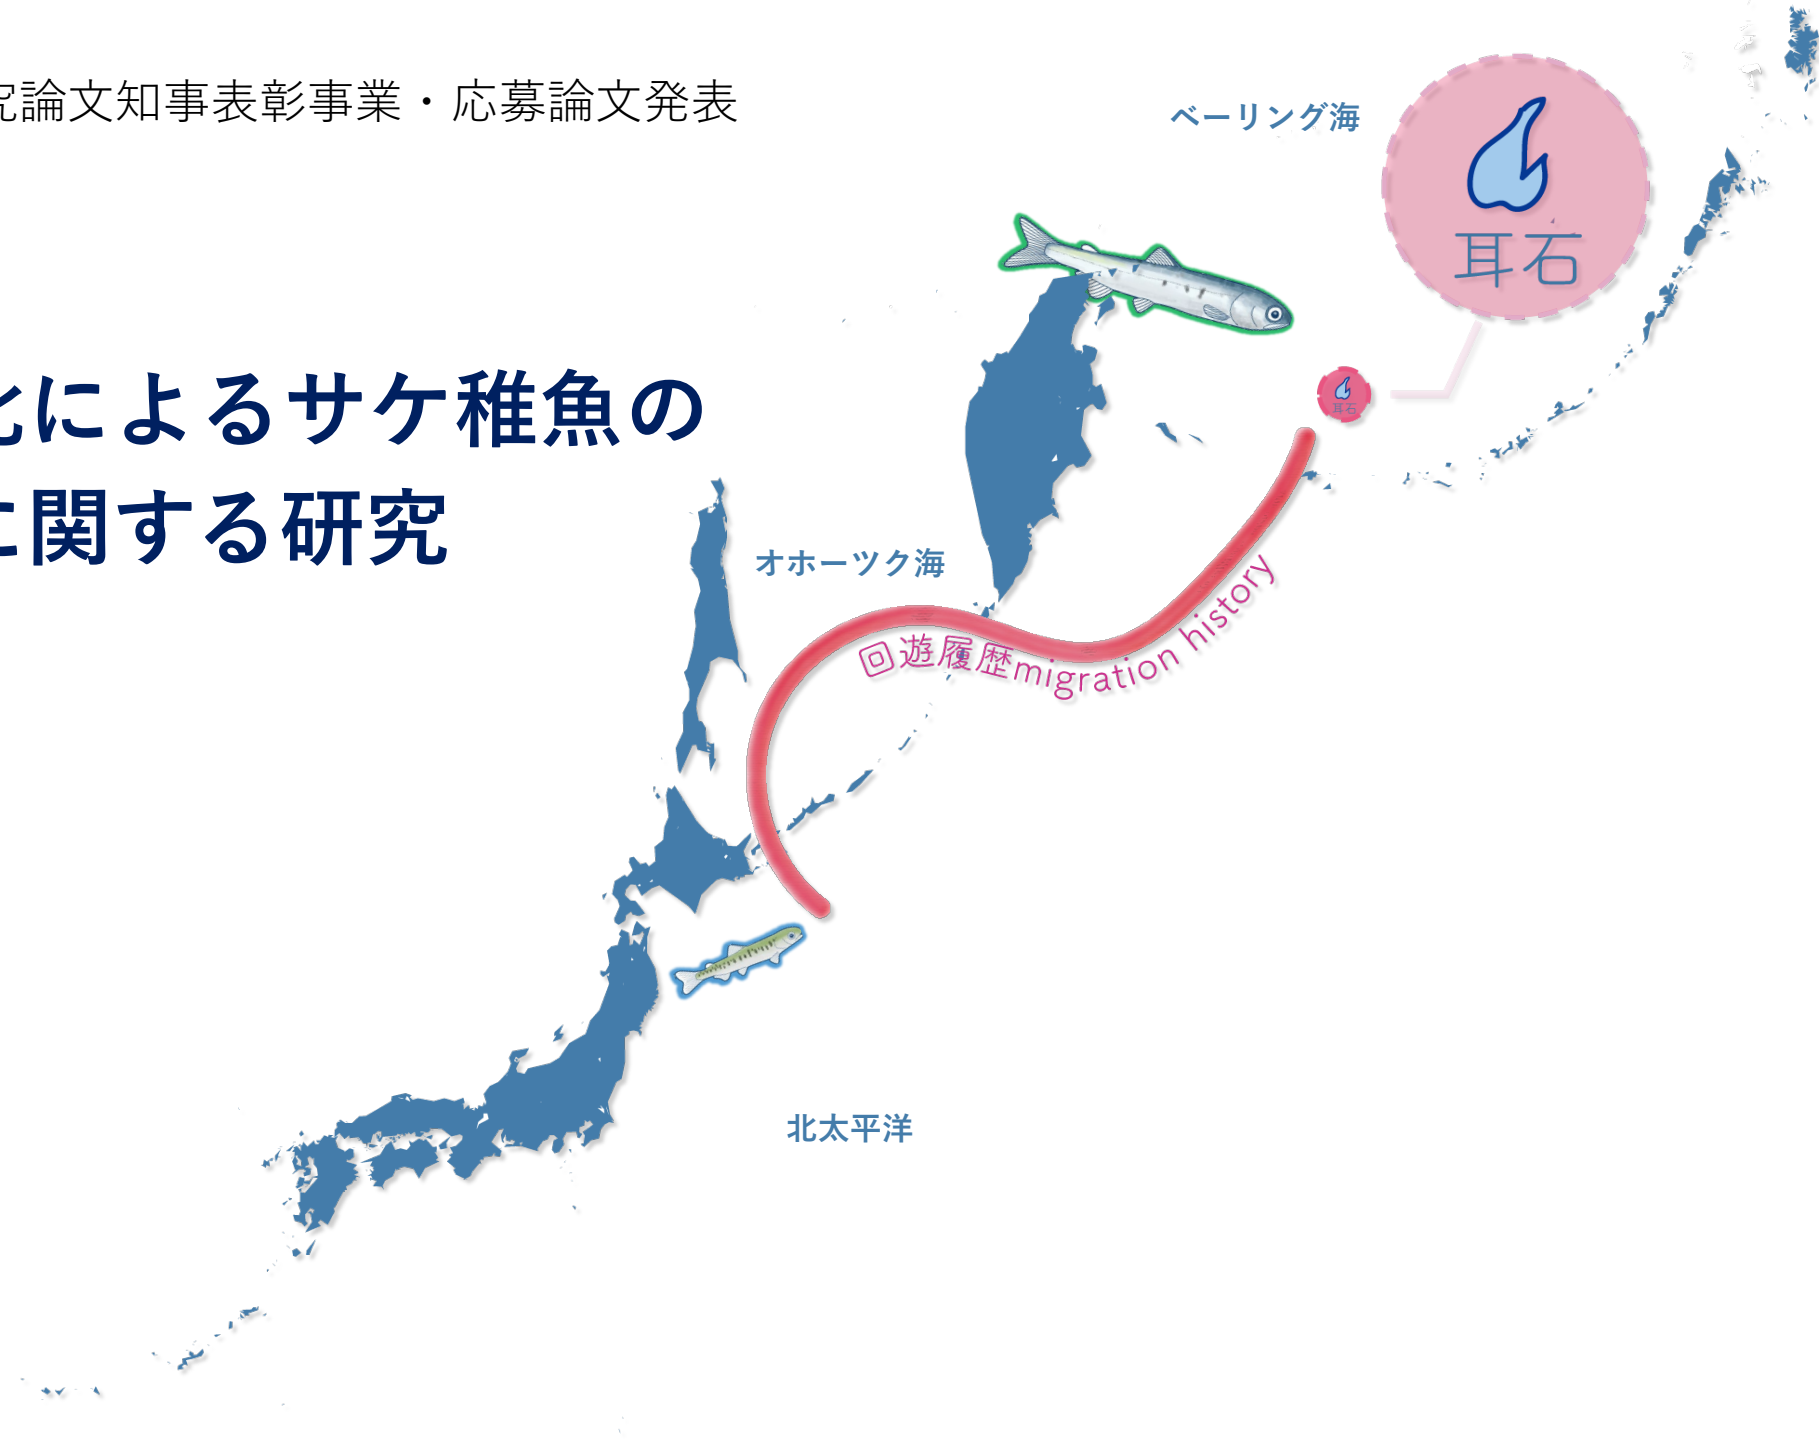 究論文知事表彰事業・応募論文発表
ベーリング海
耳石
化によるサケ稚魚の
に関する研究
耳石
オホーツク海
回遊履歴migration history
北太平洋